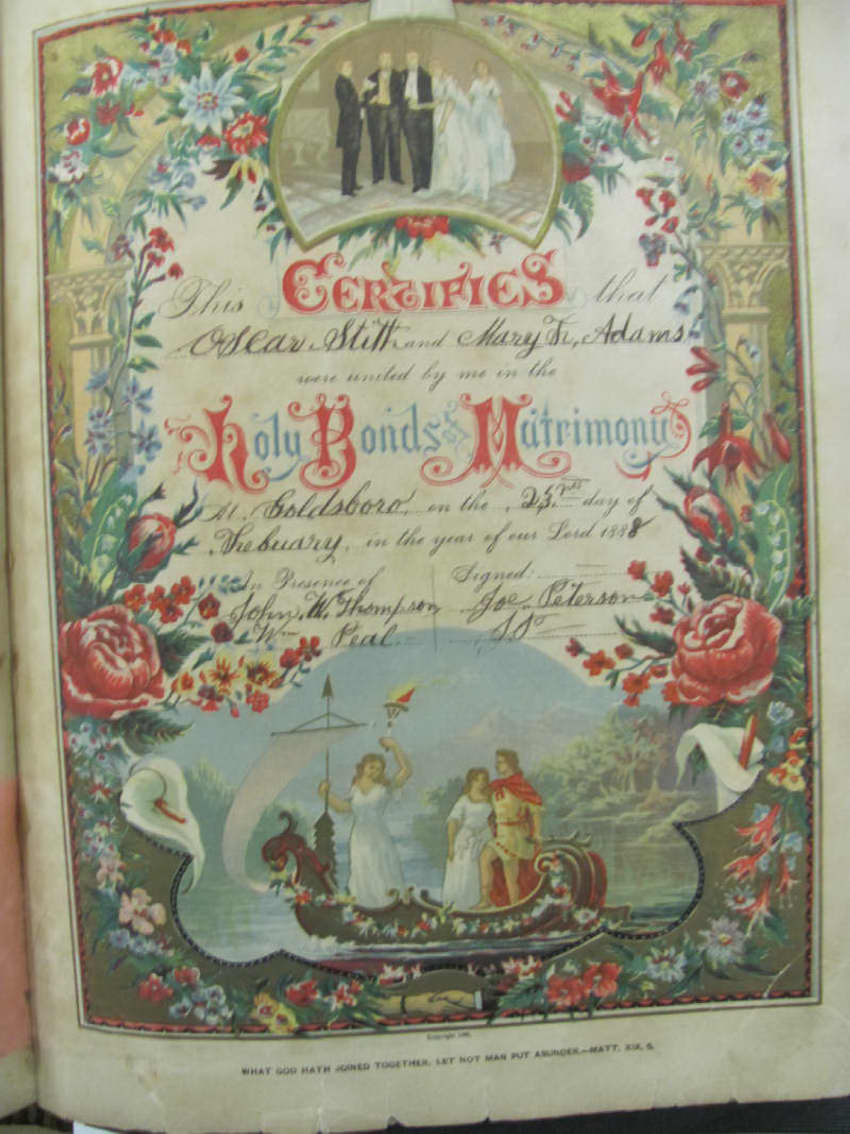 This CERTIFIES that
Oscar Stitt and Mary Fr, Adams
were united by me in the
Holy Bonds of Matrimony
At Goldsboro, on the 25 day of
Febuary, in the year of our Lord 1888
In Presence of
John W. Thompson
Wm Peal
Signed:
Joe Peterson
WHAT GOD HATH JOINED TOGETHER, LET NOT MAN PUT ASUNDER.—MATT. XIX, 6.